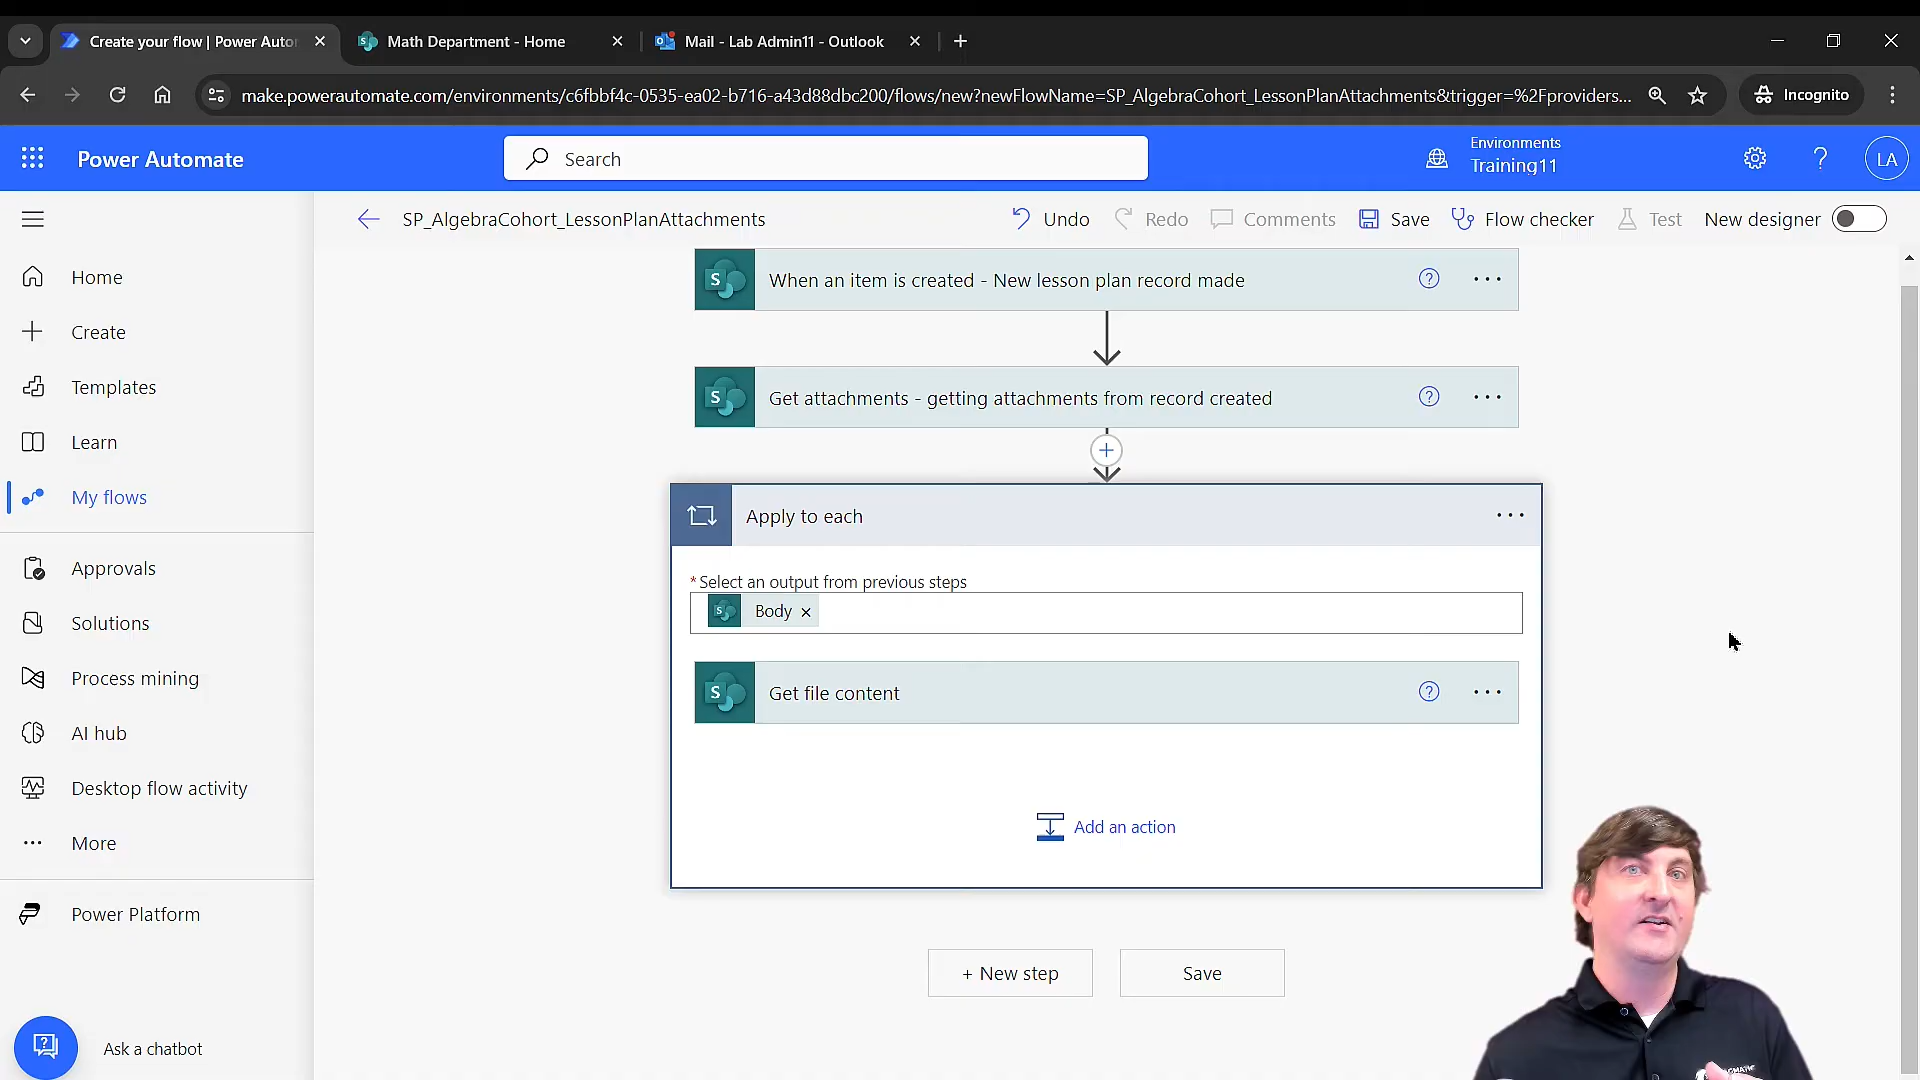 Create your flow | Power Auto
Math Department - Home
Mail - Lab Admin11 - Outlook
make.powerautomate.com/environments/c6fbbf4c-0535-ea02-b716-a43d88dbc200/flows/new?newFlowName=SP_AlgebraCohort_LessonPlanAttachments&trigger=%2Fproviders...
Incognito
Power Automate
Search
Environments
Training11
LA
SP_AlgebraCohort_LessonPlanAttachments
Undo
Redo
Comments
Save
Flow checker
Test
New designer
Home
Create
Templates
Learn
My flows
Approvals
Solutions
Process mining
AI hub
Desktop flow activity
More
Power Platform
Ask a chatbot
When an item is created - New lesson plan record made
Get attachments - getting attachments from record created
Apply to each
* Select an output from previous steps
Body
Get file content
Add an action
+ New step
Save